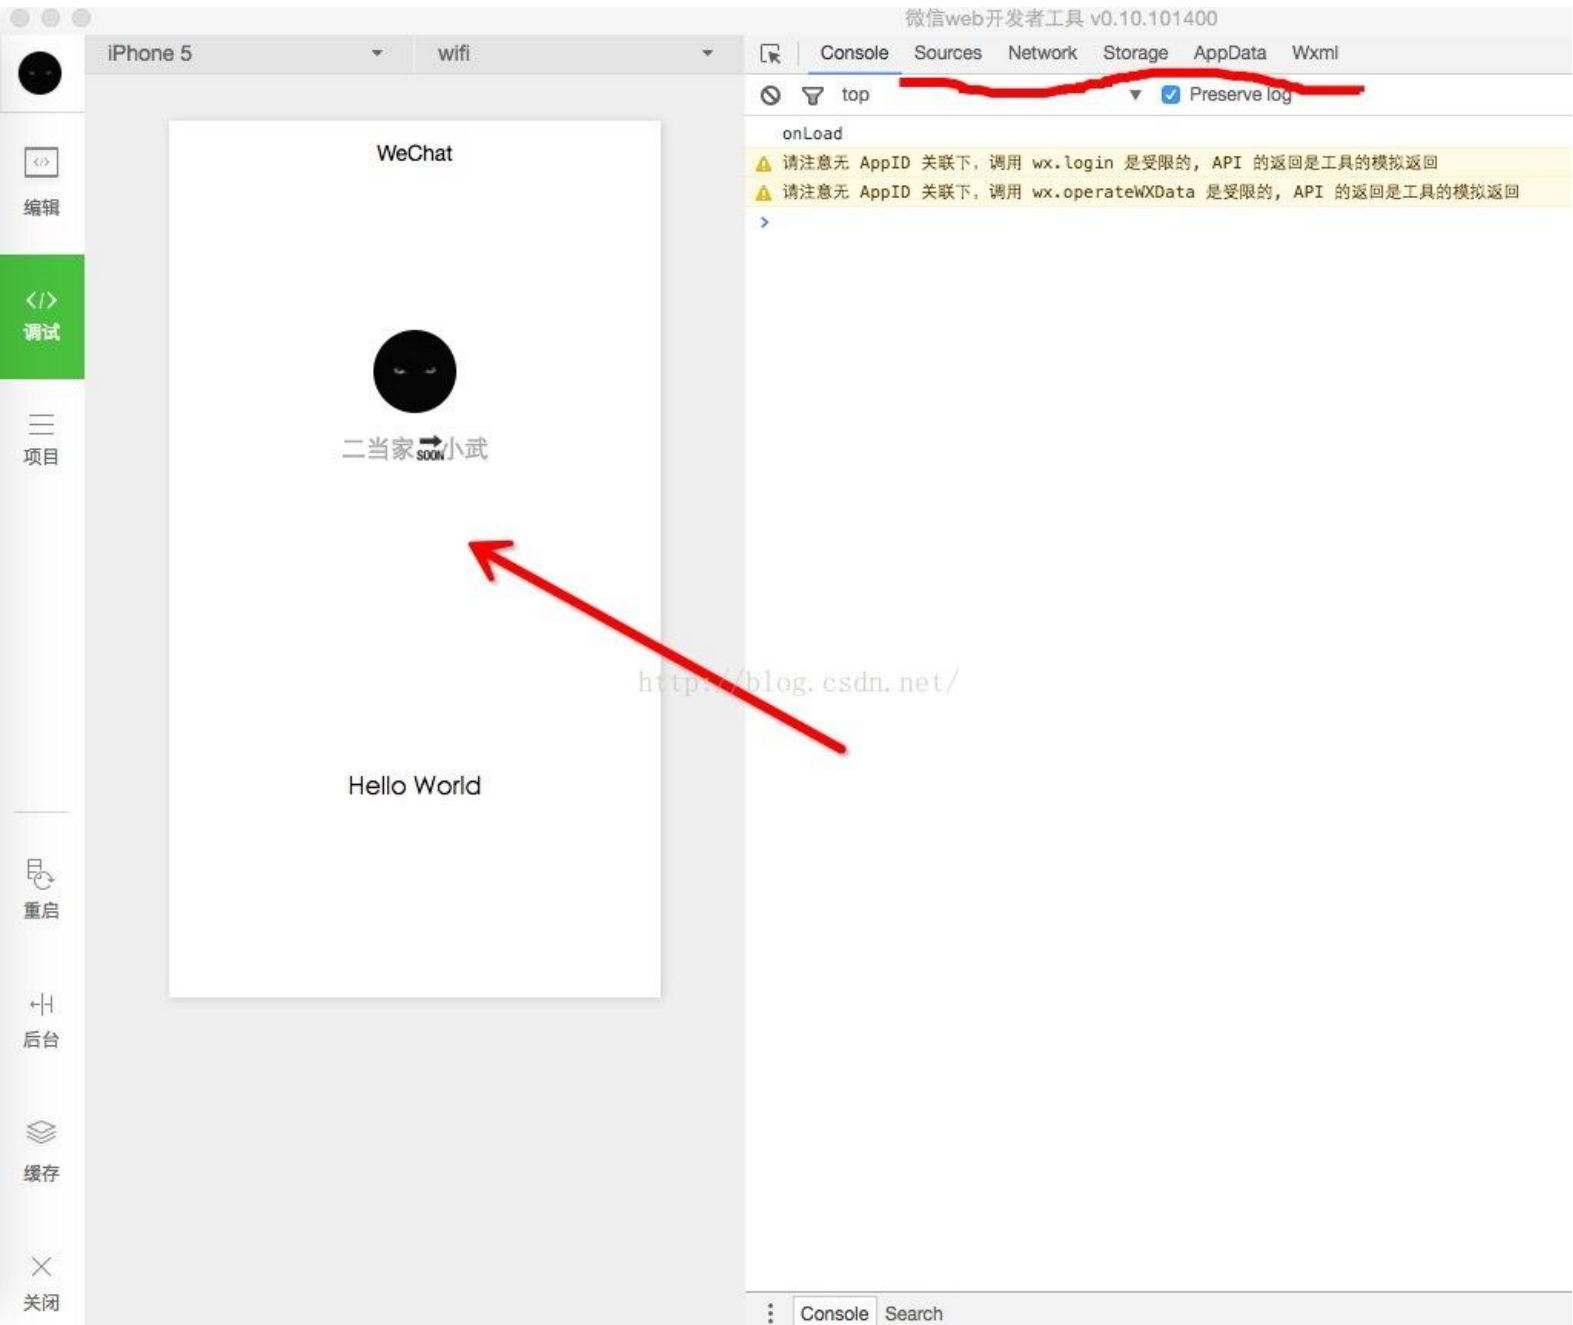 微信web开发者工具 v0.10.101400
iPhone 5
wifi
Console Sources Network Storage AppData Wxml
top
Preserve log
编辑
调试
项目
重启
后台
缓存
关闭
WeChat
二当家SOON小武
Hello World
onLoad
请注意无 AppID 关联下，调用 wx.login 是受限的, API 的返回是工具的模拟返回
请注意无 AppID 关联下，调用 wx.operateWXData 是受限的, API 的返回是工具的模拟返回
http://blog.csdn.net/
Console Search